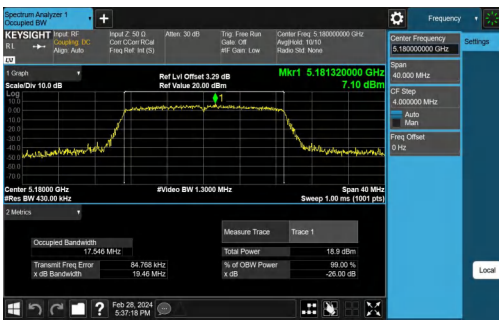 Spectrum Analyzer 1
Occupied BW
+
Frequency
KEYSIGHT
RL
Input: RF
Coupling: DC
Align: Auto
Input Z: 50 Ω
Corr CCorr RCal
Freq Ref: Int (S)
Atten: 30 dB
Trig: Free Run
Gate: Off
#IF Gain: Low
Center Freq: 5.180000000 GHz
Avg|Hold: 10/10
Radio Std: None
LV
1 Graph
Scale/Div 10.0 dB
Ref Lvl Offset 3.29 dB
Ref Value 20.00 dBm
Mkr1 5.181320000 GHz
7.10 dBm
Log
10.0
0.00
-10.0
-20.0
-30.0
-40.0
-50.0
-60.0
-70.0
1
Center 5.18000 GHz
#Res BW 430.00 kHz
#Video BW 1.3000 MHz
Span 40 MHz
Sweep 1.00 ms (1001 pts)
2 Metrics
Measure Trace
Trace 1
Occupied Bandwidth
17.546 MHz
Total Power
18.9 dBm
Transmit Freq Error
84.768 kHz
% of OBW Power
99.00 %
x dB Bandwidth
19.46 MHz
x dB
-26.00 dB
Center Frequency
5.180000000 GHz
Settings
Span
40.000 MHz
CF Step
4.000000 MHz
Auto
Man
Freq Offset
0 Hz
Local
?
Feb 28, 2024
5:37:18 PM